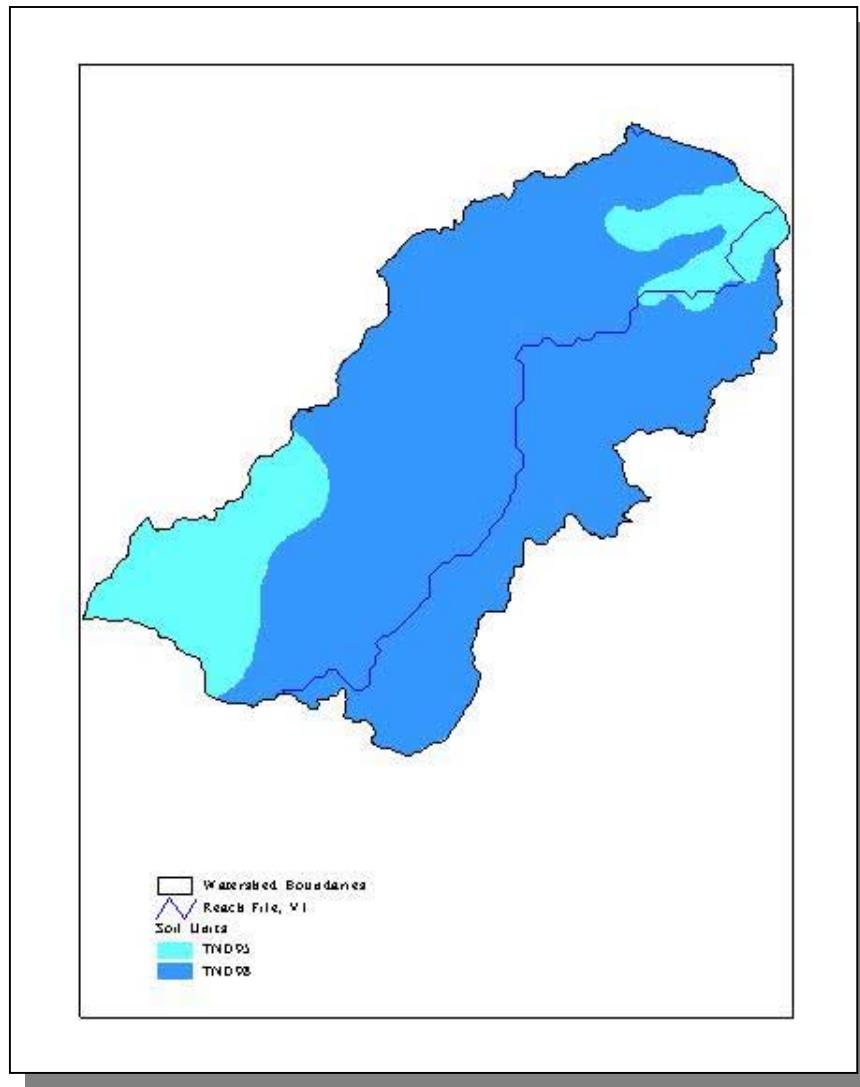 Watershed Boundaries
Reach File, V1
Soil Units
TN095
TN098